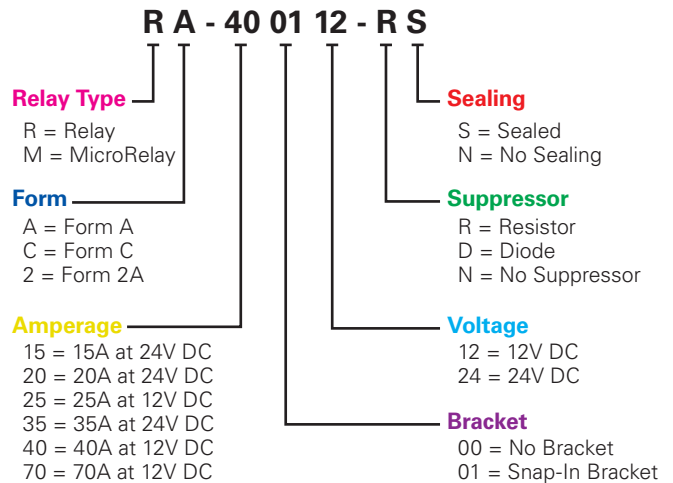 R A - 40 01 12 - R S
Relay Type
R = Relay
M = MicroRelay
Form
A = Form A
C = Form C
2 = Form 2A
Amperage
15 = 15A at 24V DC
20 = 20A at 24V DC
25 = 25A at 12V DC
35 = 35A at 24V DC
40 = 40A at 12V DC
70 = 70A at 12V DC
Sealing
S = Sealed
N = No Sealing
Suppressor
R = Resistor
D = Diode
N = No Suppressor
Voltage
12 = 12V DC
24 = 24V DC
Bracket
00 = No Bracket
01 = Snap-In Bracket